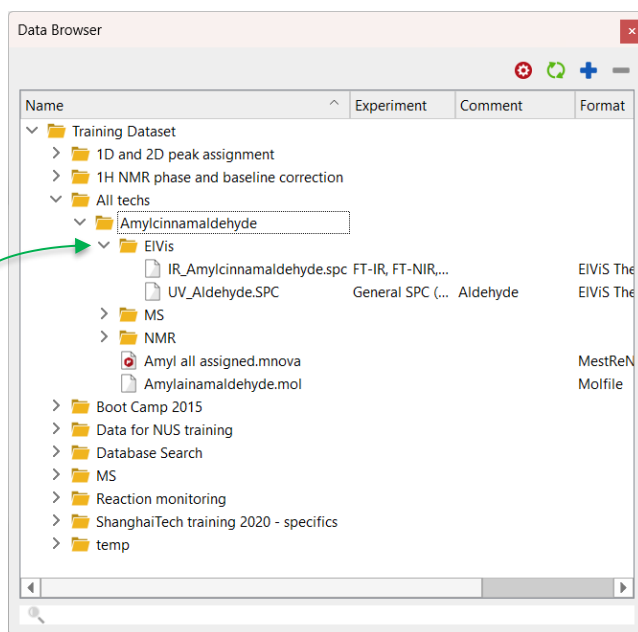 Data Browser
Name Experiment Comment Format
Training Dataset
1D and 2D peak assignment
1H NMR phase and baseline correction
All techs
Amylcinnamaldehyde
ElVis
IR_Amylcinnamaldehyde.spc FT-IR, FT-NIR,... ElViS The
UV_Aldehyde.SPC General SPC (... Aldehyde ElViS The
MS
NMR
Amyl all assigned.mnova MestReN
Amylainamaldehyde.mol Molfile
Boot Camp 2015
Data for NUS training
Database Search
MS
Reaction monitoring
ShanghaiTech training 2020 - specifics
temp